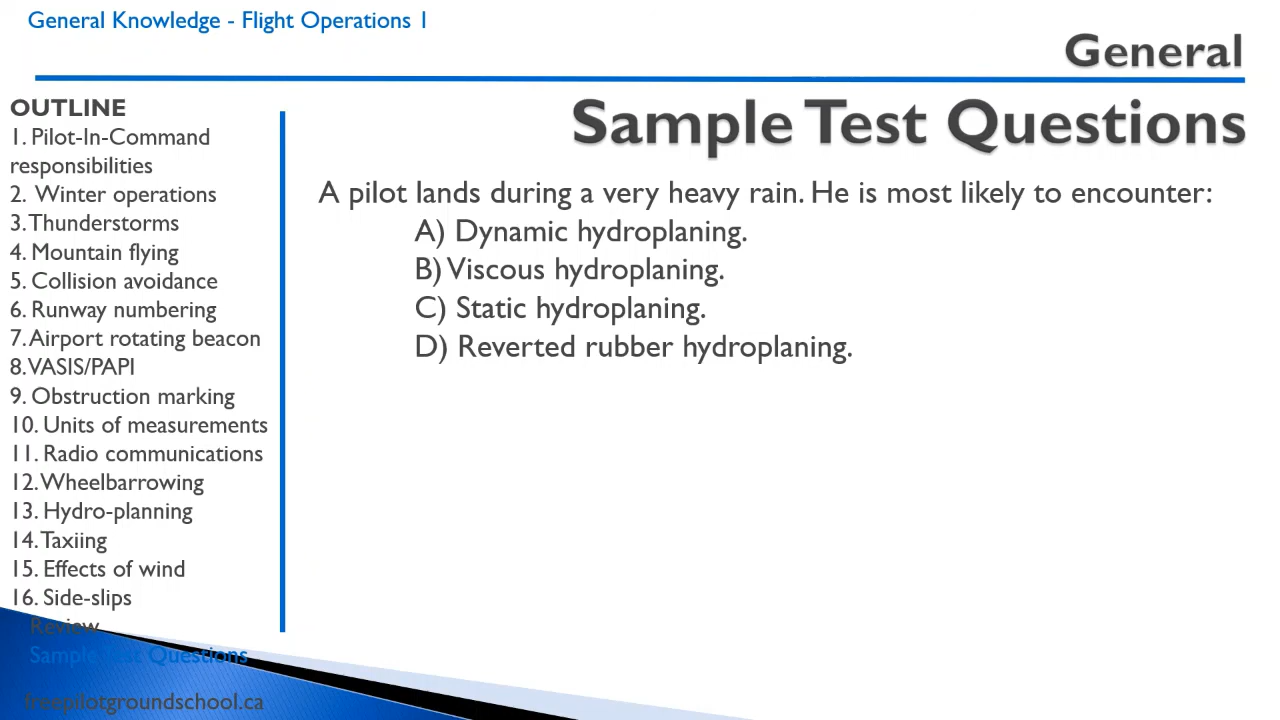 General Knowledge - Flight Operations 1
General
Sample Test Questions
OUTLINE
1. Pilot-In-Command
responsibilities
2. Winter operations
3. Thunderstorms
4. Mountain flying
5. Collision avoidance
6. Runway numbering
7. Airport rotating beacon
8. VASIS/PAPI
9. Obstruction marking
10. Units of measurements
11. Radio communications
12. Wheelbarrowing
13. Hydro-planning
14. Taxiing
15. Effects of wind
16. Side-slips
Review
Sample Test Questions
freepilotgroundschool.ca
A pilot lands during a very heavy rain. He is most likely to encounter:
A) Dynamic hydroplaning.
B) Viscous hydroplaning.
C) Static hydroplaning.
D) Reverted rubber hydroplaning.